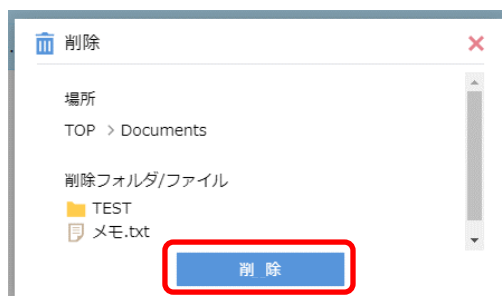 削除
場所
TOP > Documents
削除フォルダ/ファイル
TEST
メモ.txt
削 除